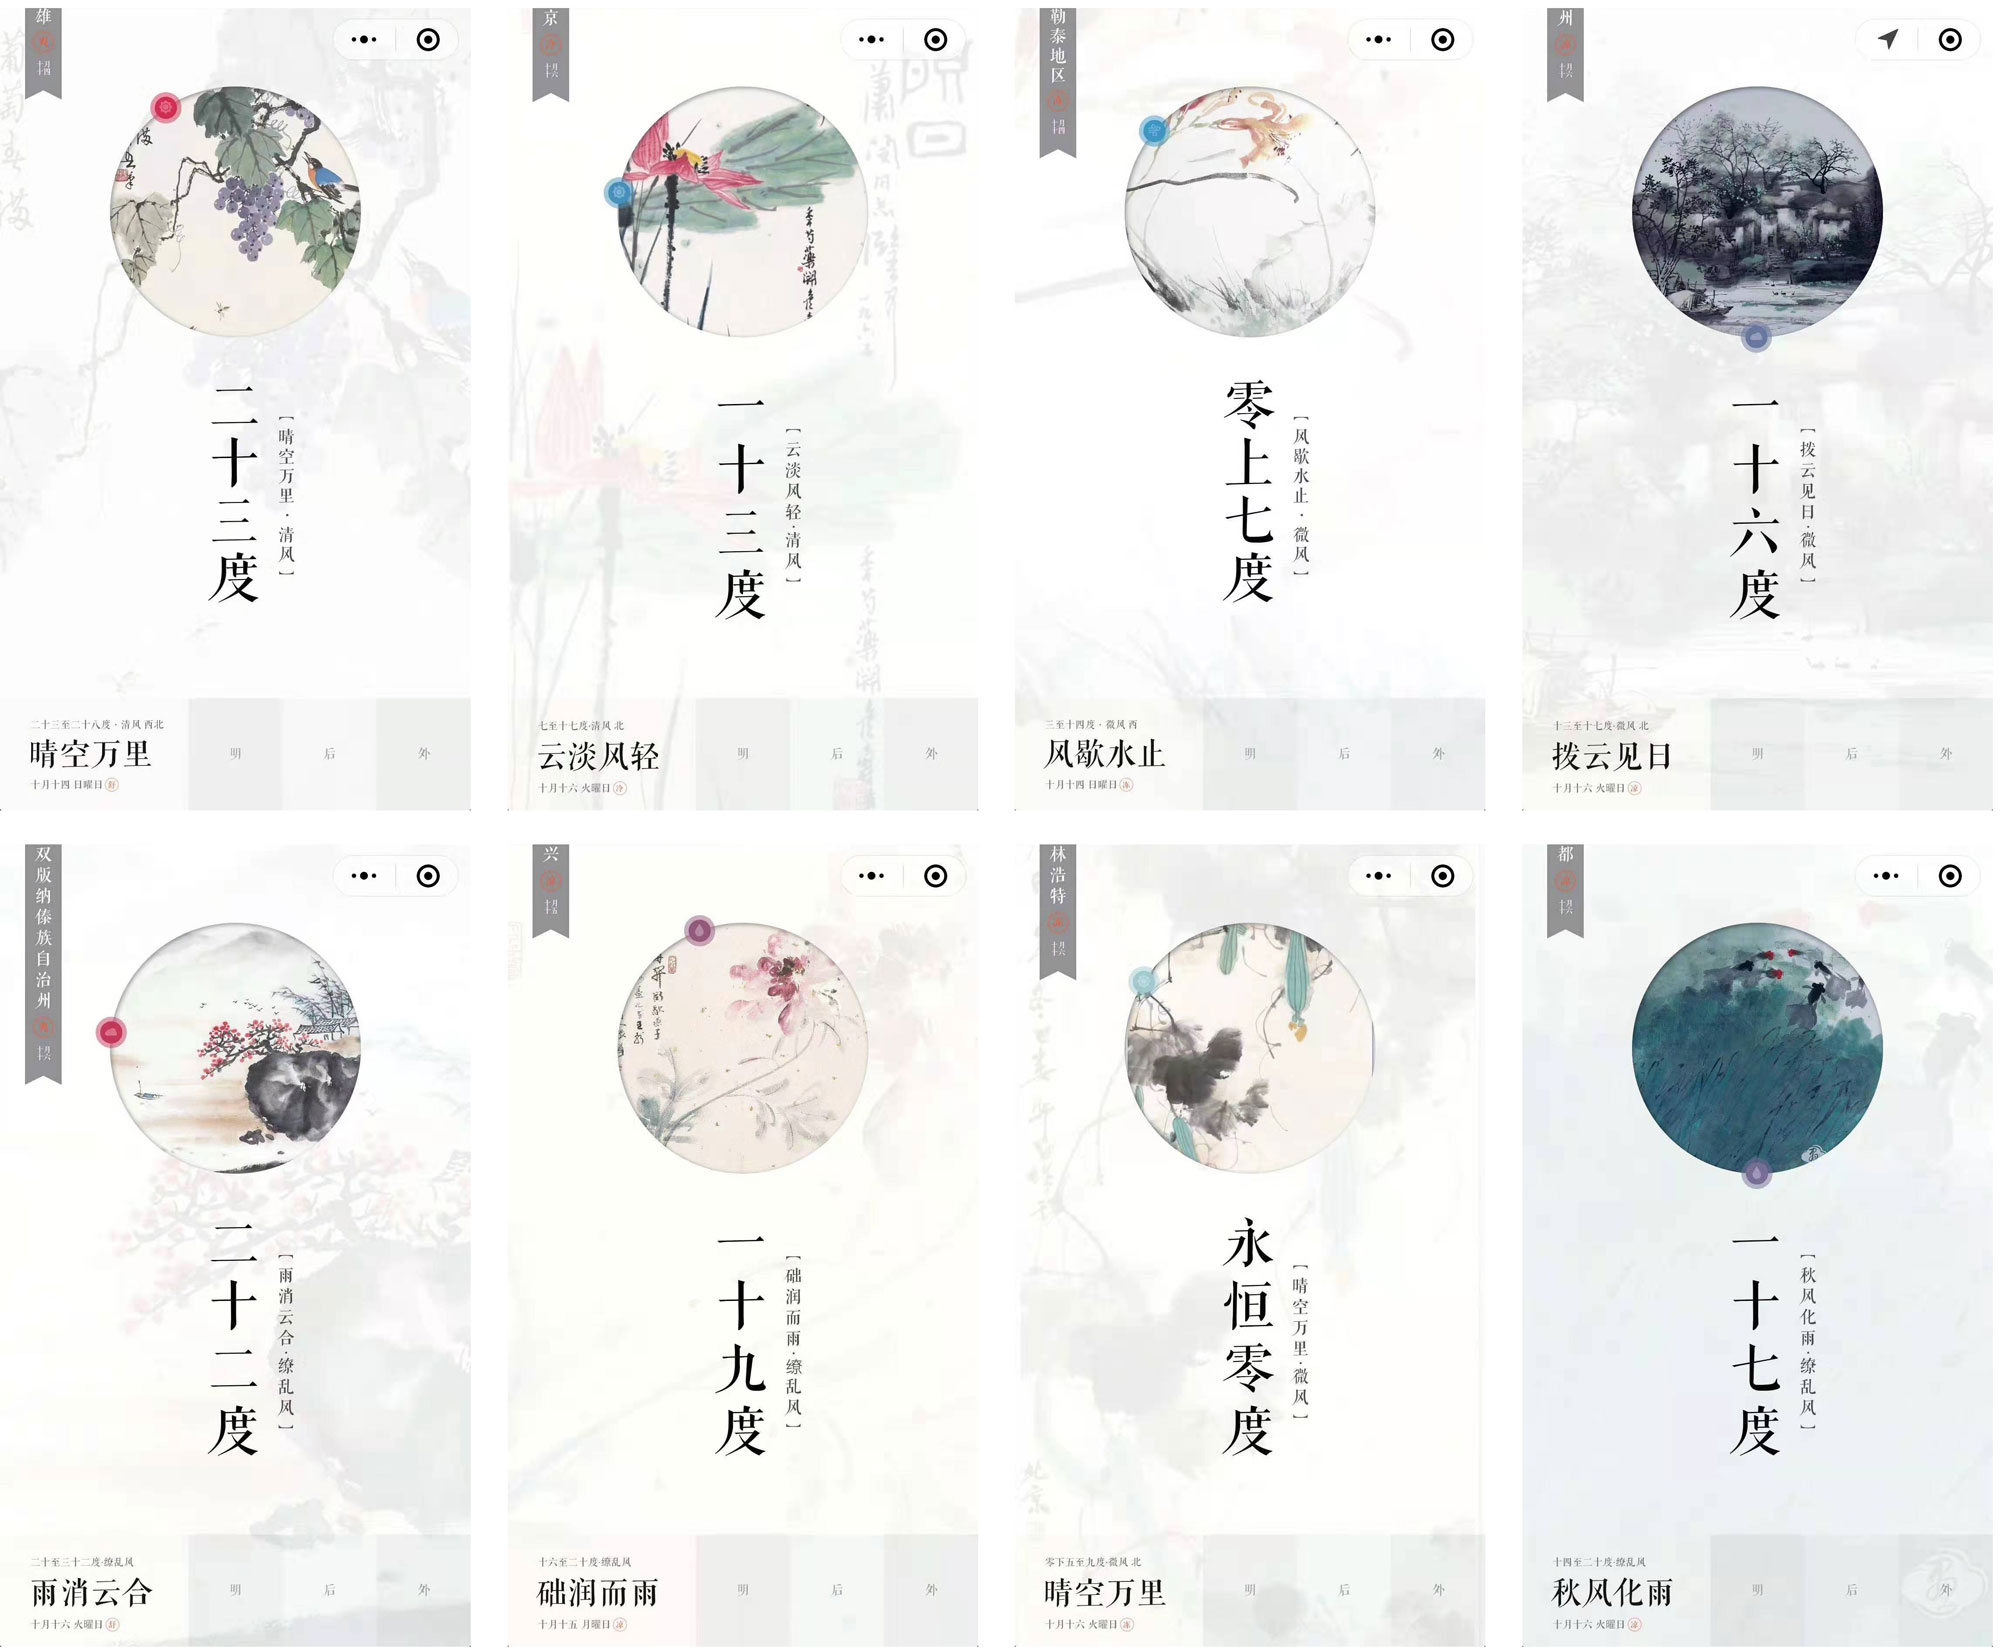 雄
舒
十月
十四
二十三度
[晴空万里·清风]
二十三至二十八度·清风 西北
晴空万里
十月十四 日曜日 舒
明
后
外
京
冷
十月
十六
一十三度
[云淡风轻·清风]
七至十七度·清风 北
云淡风轻
十月十六 火曜日 冷
明
后
外
勒泰地区
冻
十月
十四
零上七度
[风歇水止·微风]
三至十四度·微风 西
风歇水止
十月十四 日曜日 冻
明
后
外
州
凉
十月
十六
一十六度
[拨云见日·微风]
十三至十七度·微风 北
拨云见日
十月十六 火曜日 凉
明
后
外
双版纳傣族自治州
舒
十月
十六
二十二度
[雨消云合·缭乱风]
二十至三十二度·缭乱风
雨消云合
十月十六 火曜日 舒
明
后
外
兴
凉
十月
十五
一十九度
[础润而雨·缭乱风]
十六至二十度·缭乱风
础润而雨
十月十五 月曜日 凉
明
后
外
林浩特
冻
十月
十六
永恒零度
[晴空万里·微风]
零下五至九度·微风 北
晴空万里
十月十六 火曜日 冻
明
后
外
都
凉
十月
十六
一十七度
[秋风化雨·缭乱风]
十四至二十度·缭乱风
秋风化雨
十月十六 火曜日 凉
明
后
外